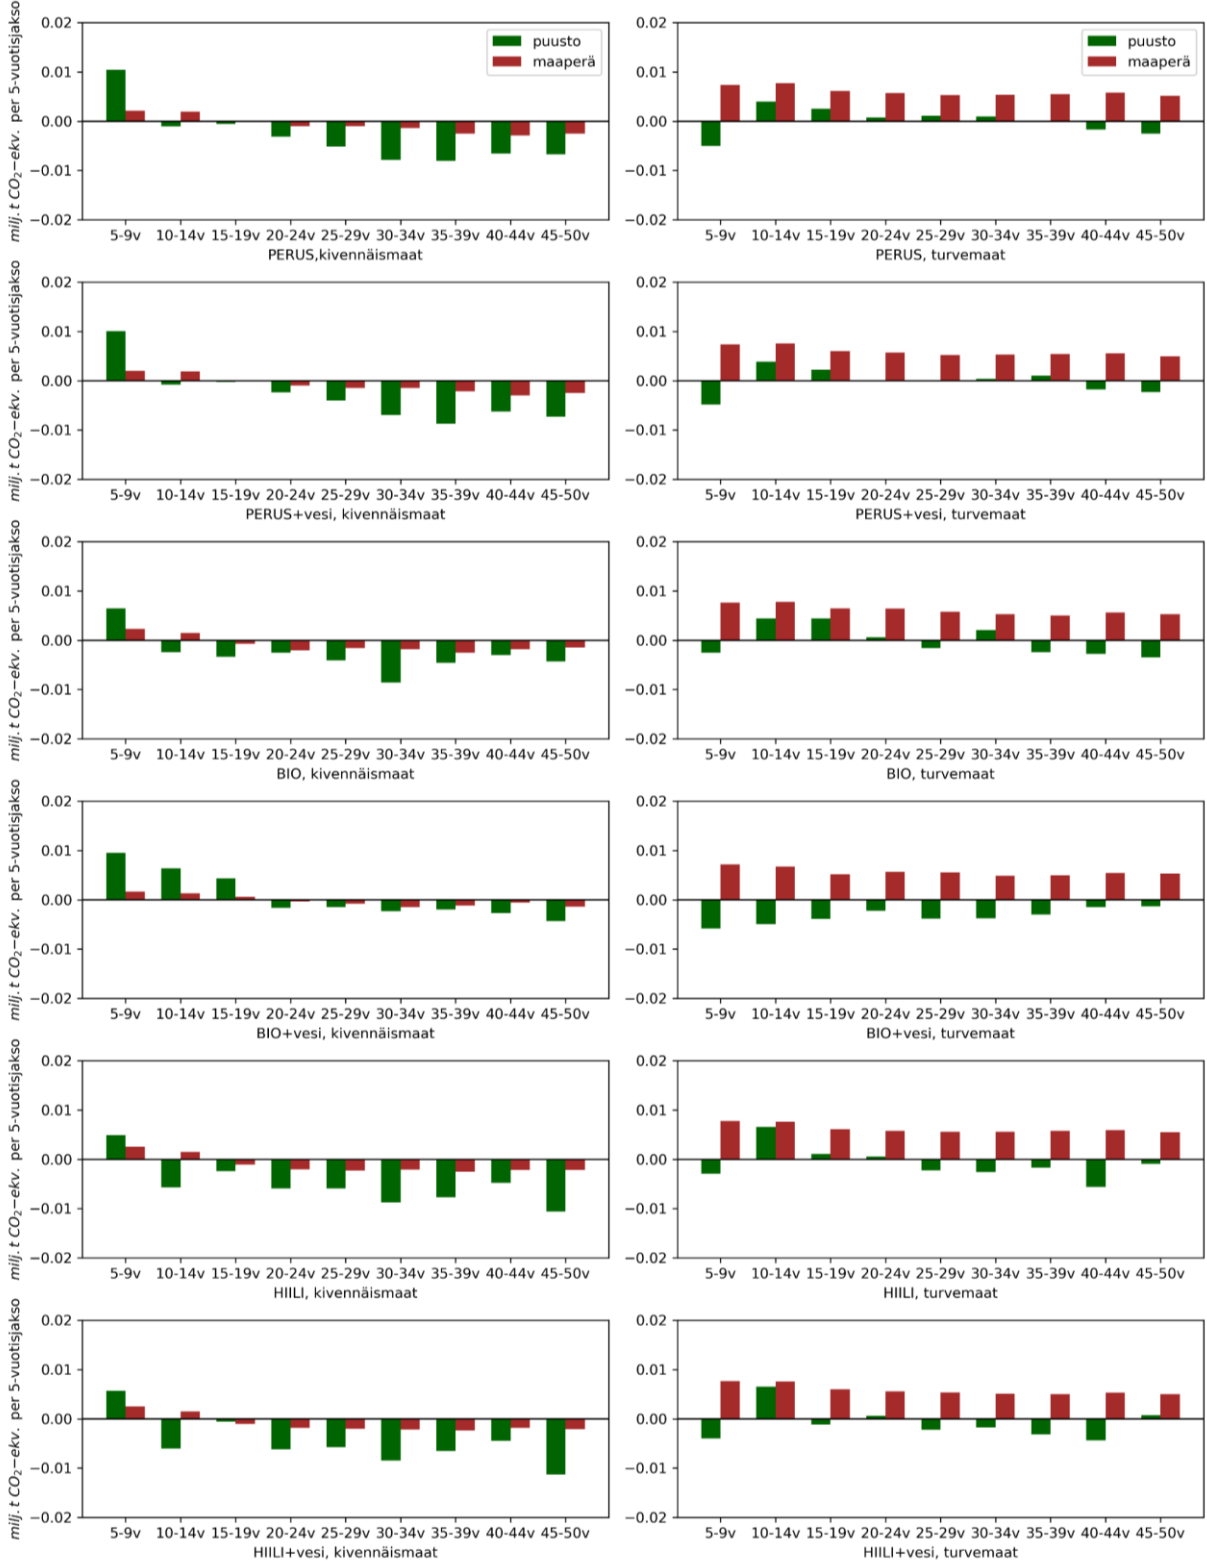 milj. t CO₂−ekv. per 5-vuotisjakso
0.02
0.01
0.00
−0.01
−0.02
puusto
maaperä
5-9v 10-14v 15-19v 20-24v 25-29v 30-34v 35-39v 40-44v 45-50v
PERUS,kivennäismaat
0.02
0.01
0.00
−0.01
−0.02
puusto
maaperä
5-9v 10-14v 15-19v 20-24v 25-29v 30-34v 35-39v 40-44v 45-50v
PERUS, turvemaat
milj. t CO₂−ekv. per 5-vuotisjakso
0.02
0.01
0.00
−0.01
−0.02
5-9v 10-14v 15-19v 20-24v 25-29v 30-34v 35-39v 40-44v 45-50v
PERUS+vesi, kivennäismaat
0.02
0.01
0.00
−0.01
−0.02
5-9v 10-14v 15-19v 20-24v 25-29v 30-34v 35-39v 40-44v 45-50v
PERUS+vesi, turvemaat
milj. t CO₂−ekv. per 5-vuotisjakso
0.02
0.01
0.00
−0.01
−0.02
5-9v 10-14v 15-19v 20-24v 25-29v 30-34v 35-39v 40-44v 45-50v
BIO, kivennäismaat
0.02
0.01
0.00
−0.01
−0.02
5-9v 10-14v 15-19v 20-24v 25-29v 30-34v 35-39v 40-44v 45-50v
BIO, turvemaat
milj. t CO₂−ekv. per 5-vuotisjakso
0.02
0.01
0.00
−0.01
−0.02
5-9v 10-14v 15-19v 20-24v 25-29v 30-34v 35-39v 40-44v 45-50v
BIO+vesi, kivennäismaat
0.02
0.01
0.00
−0.01
−0.02
5-9v 10-14v 15-19v 20-24v 25-29v 30-34v 35-39v 40-44v 45-50v
BIO+vesi, turvemaat
milj. t CO₂−ekv. per 5-vuotisjakso
0.02
0.01
0.00
−0.01
−0.02
5-9v 10-14v 15-19v 20-24v 25-29v 30-34v 35-39v 40-44v 45-50v
HIILI, kivennäismaat
0.02
0.01
0.00
−0.01
−0.02
5-9v 10-14v 15-19v 20-24v 25-29v 30-34v 35-39v 40-44v 45-50v
HIILI, turvemaat
milj. t CO₂−ekv. per 5-vuotisjakso
0.02
0.01
0.00
−0.01
−0.02
5-9v 10-14v 15-19v 20-24v 25-29v 30-34v 35-39v 40-44v 45-50v
HIILI+vesi, kivennäismaat
0.02
0.01
0.00
−0.01
−0.02
5-9v 10-14v 15-19v 20-24v 25-29v 30-34v 35-39v 40-44v 45-50v
HIILI+vesi, turvemaat